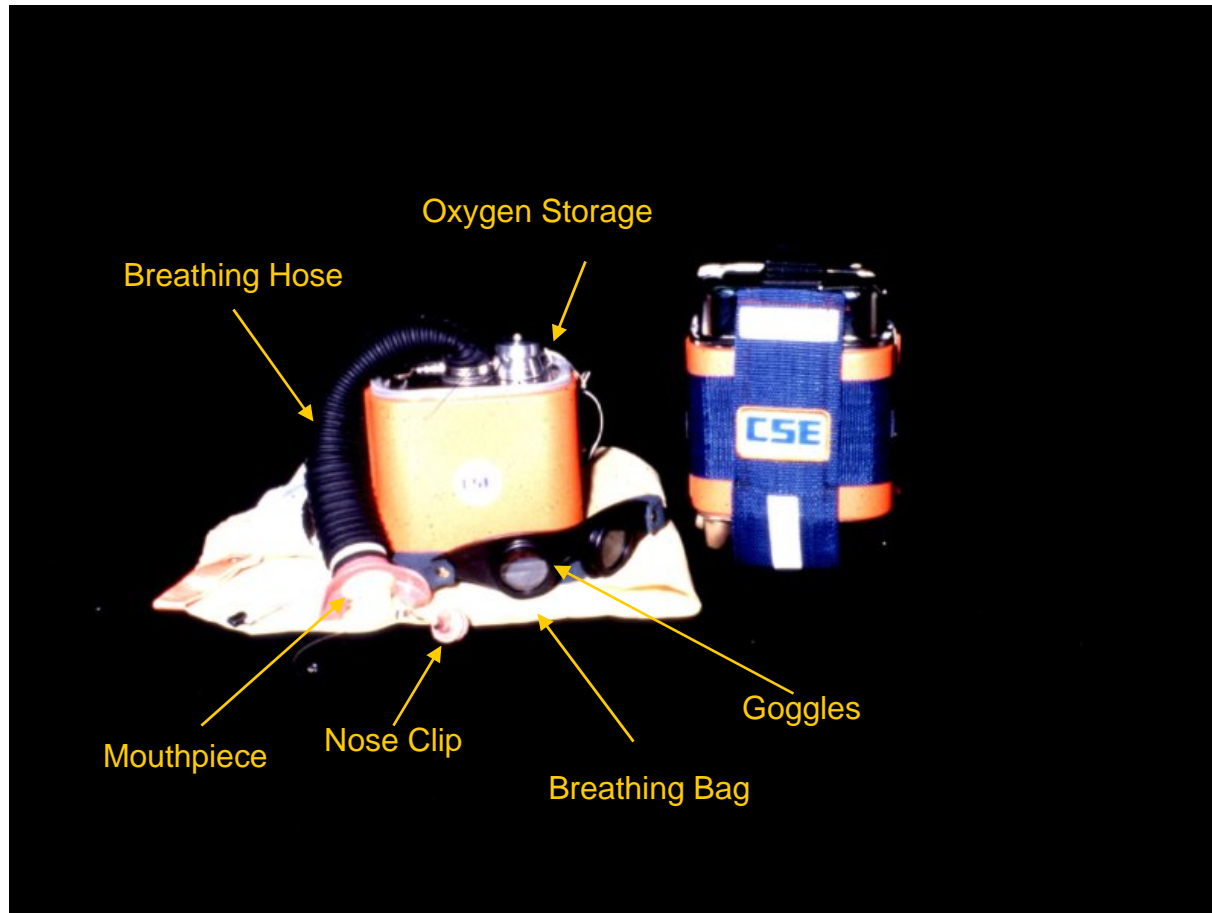 Oxygen Storage
Breathing Hose
CSE
CSE
Goggles
Nose Clip
Mouthpiece
Breathing Bag